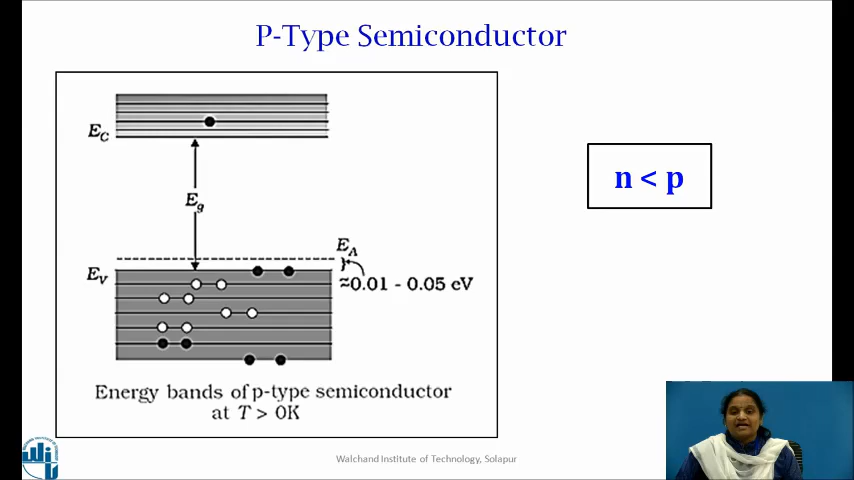 P-Type Semiconductor
E_C
n < p
E_g
E_A
E_V
≈0.01 - 0.05 eV
Energy bands of p-type semiconductor
at T > 0K
Walchand Institute of Technology, Solapur